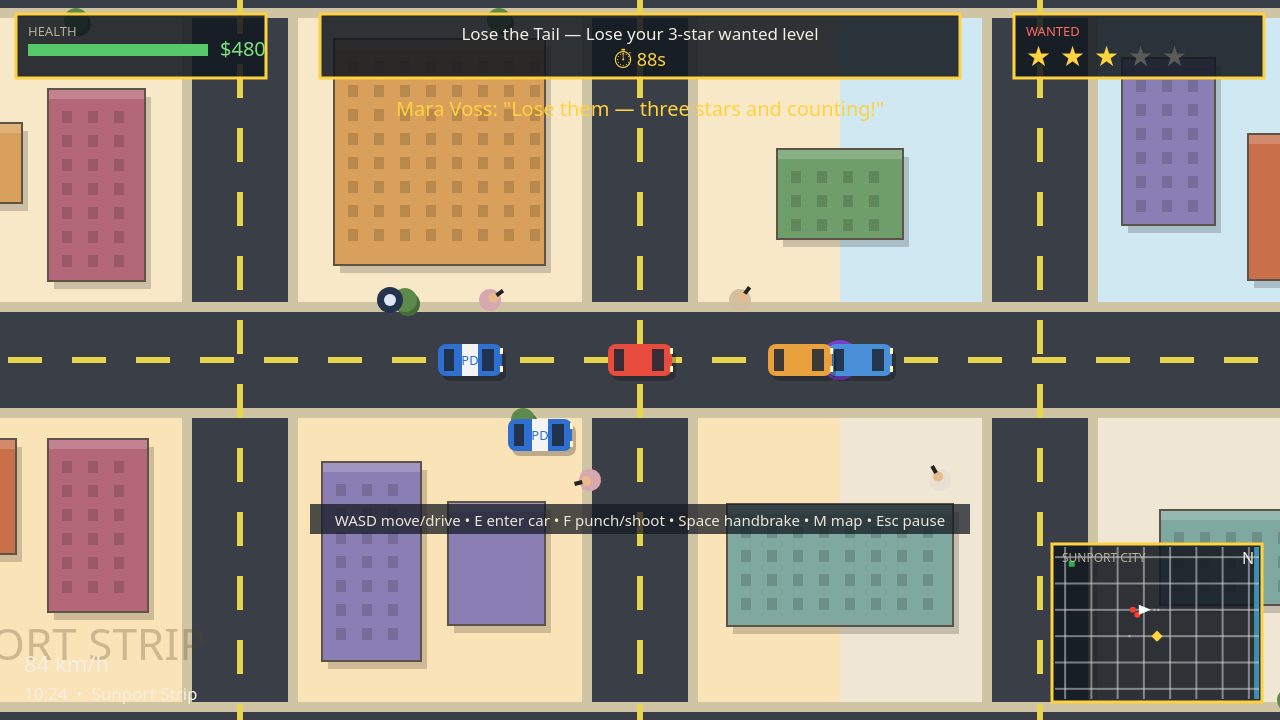 HEALTH
$480
Lose the Tail — Lose your 3-star wanted level
⏱ 88s
WANTED
★ ★ ★ ★ ★
Mara Voss: "Lose them — three stars and counting!"
PD
PD
WASD move/drive • E enter car • F punch/shoot • Space handbrake • M map • Esc pause
SUNPORT CITY
N
ORT STRIP
84 km/h
10:24 • Sunport Strip